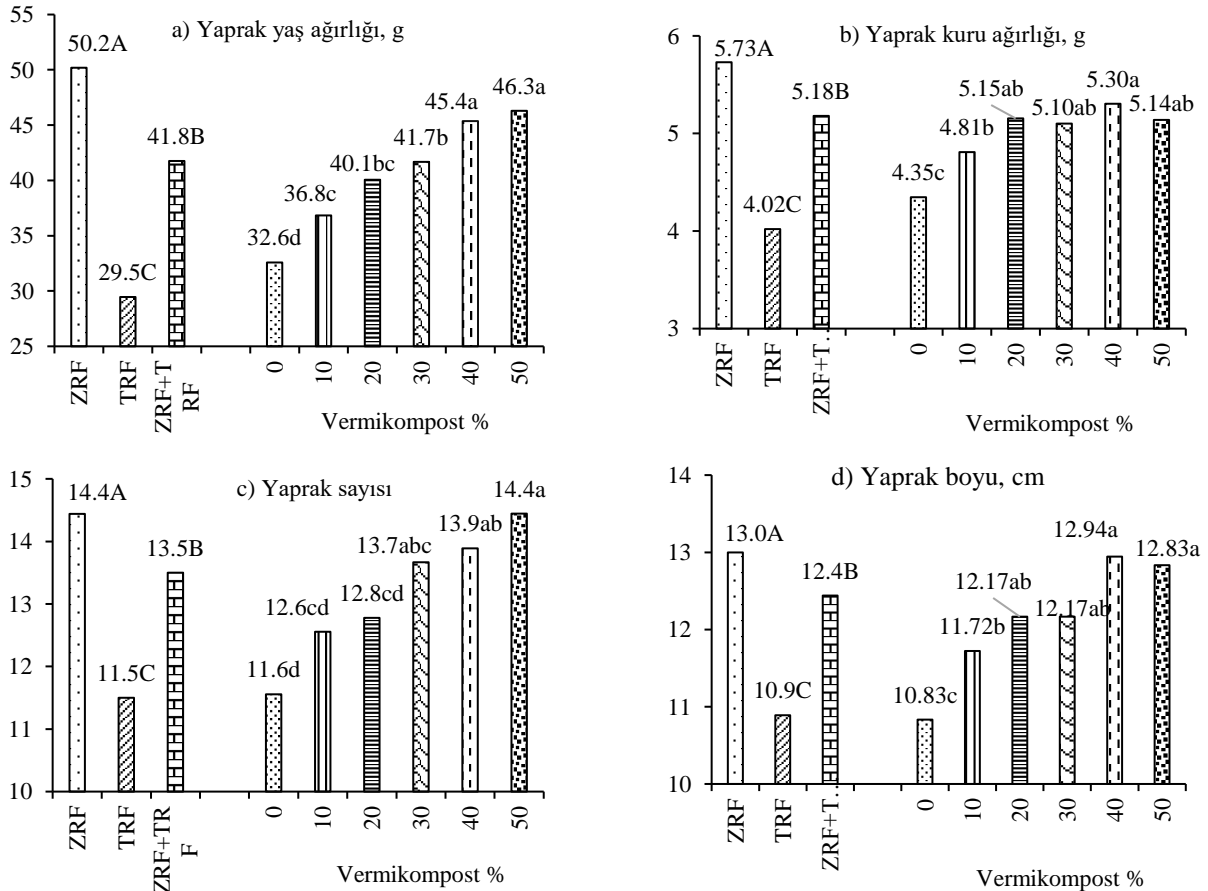 a) Yaprak yaş ağırlığı, g
55
50
45
40
35
30
25
50.2A
29.5C
41.8B
32.6d
36.8c
40.1bc
41.7b
45.4a
46.3a
ZRF
TRF
ZRF+T
RF
0
10
20
30
40
50
Vermikompost %
b) Yaprak kuru ağırlığı, g
6
5
4
3
5.73A
4.02C
5.18B
4.35c
4.81b
5.15ab
5.10ab
5.30a
5.14ab
ZRF
TRF
ZRF+T…
0
10
20
30
40
50
Vermikompost %
c) Yaprak sayısı
15
14
13
12
11
10
14.4A
11.5C
13.5B
11.6d
12.6cd
12.8cd
13.7abc
13.9ab
14.4a
ZRF
TRF
ZRF+TR
F
0
10
20
30
40
50
Vermikompost %
d) Yaprak boyu, cm
14
13
12
11
10
13.0A
10.9C
12.4B
10.83c
11.72b
12.17ab
12.17ab
12.94a
12.83a
ZRF
TRF
ZRF+T…
0
10
20
30
40
50
Vermikompost %